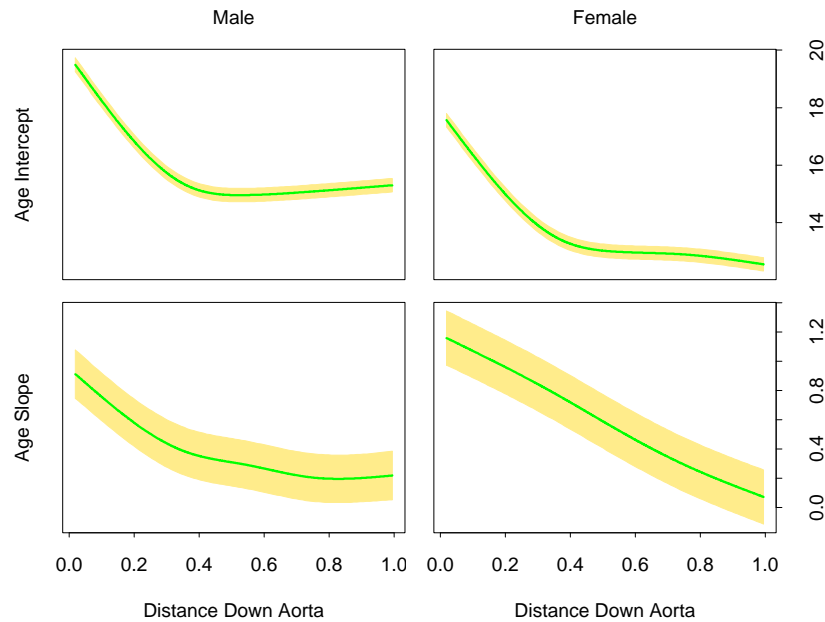 Male Female
Age Intercept
20
18
16
14
Age Slope
1.2
0.8
0.4
0.0
0.0 0.2 0.4 0.6 0.8 1.0 0.0 0.2 0.4 0.6 0.8 1.0
Distance Down Aorta Distance Down Aorta